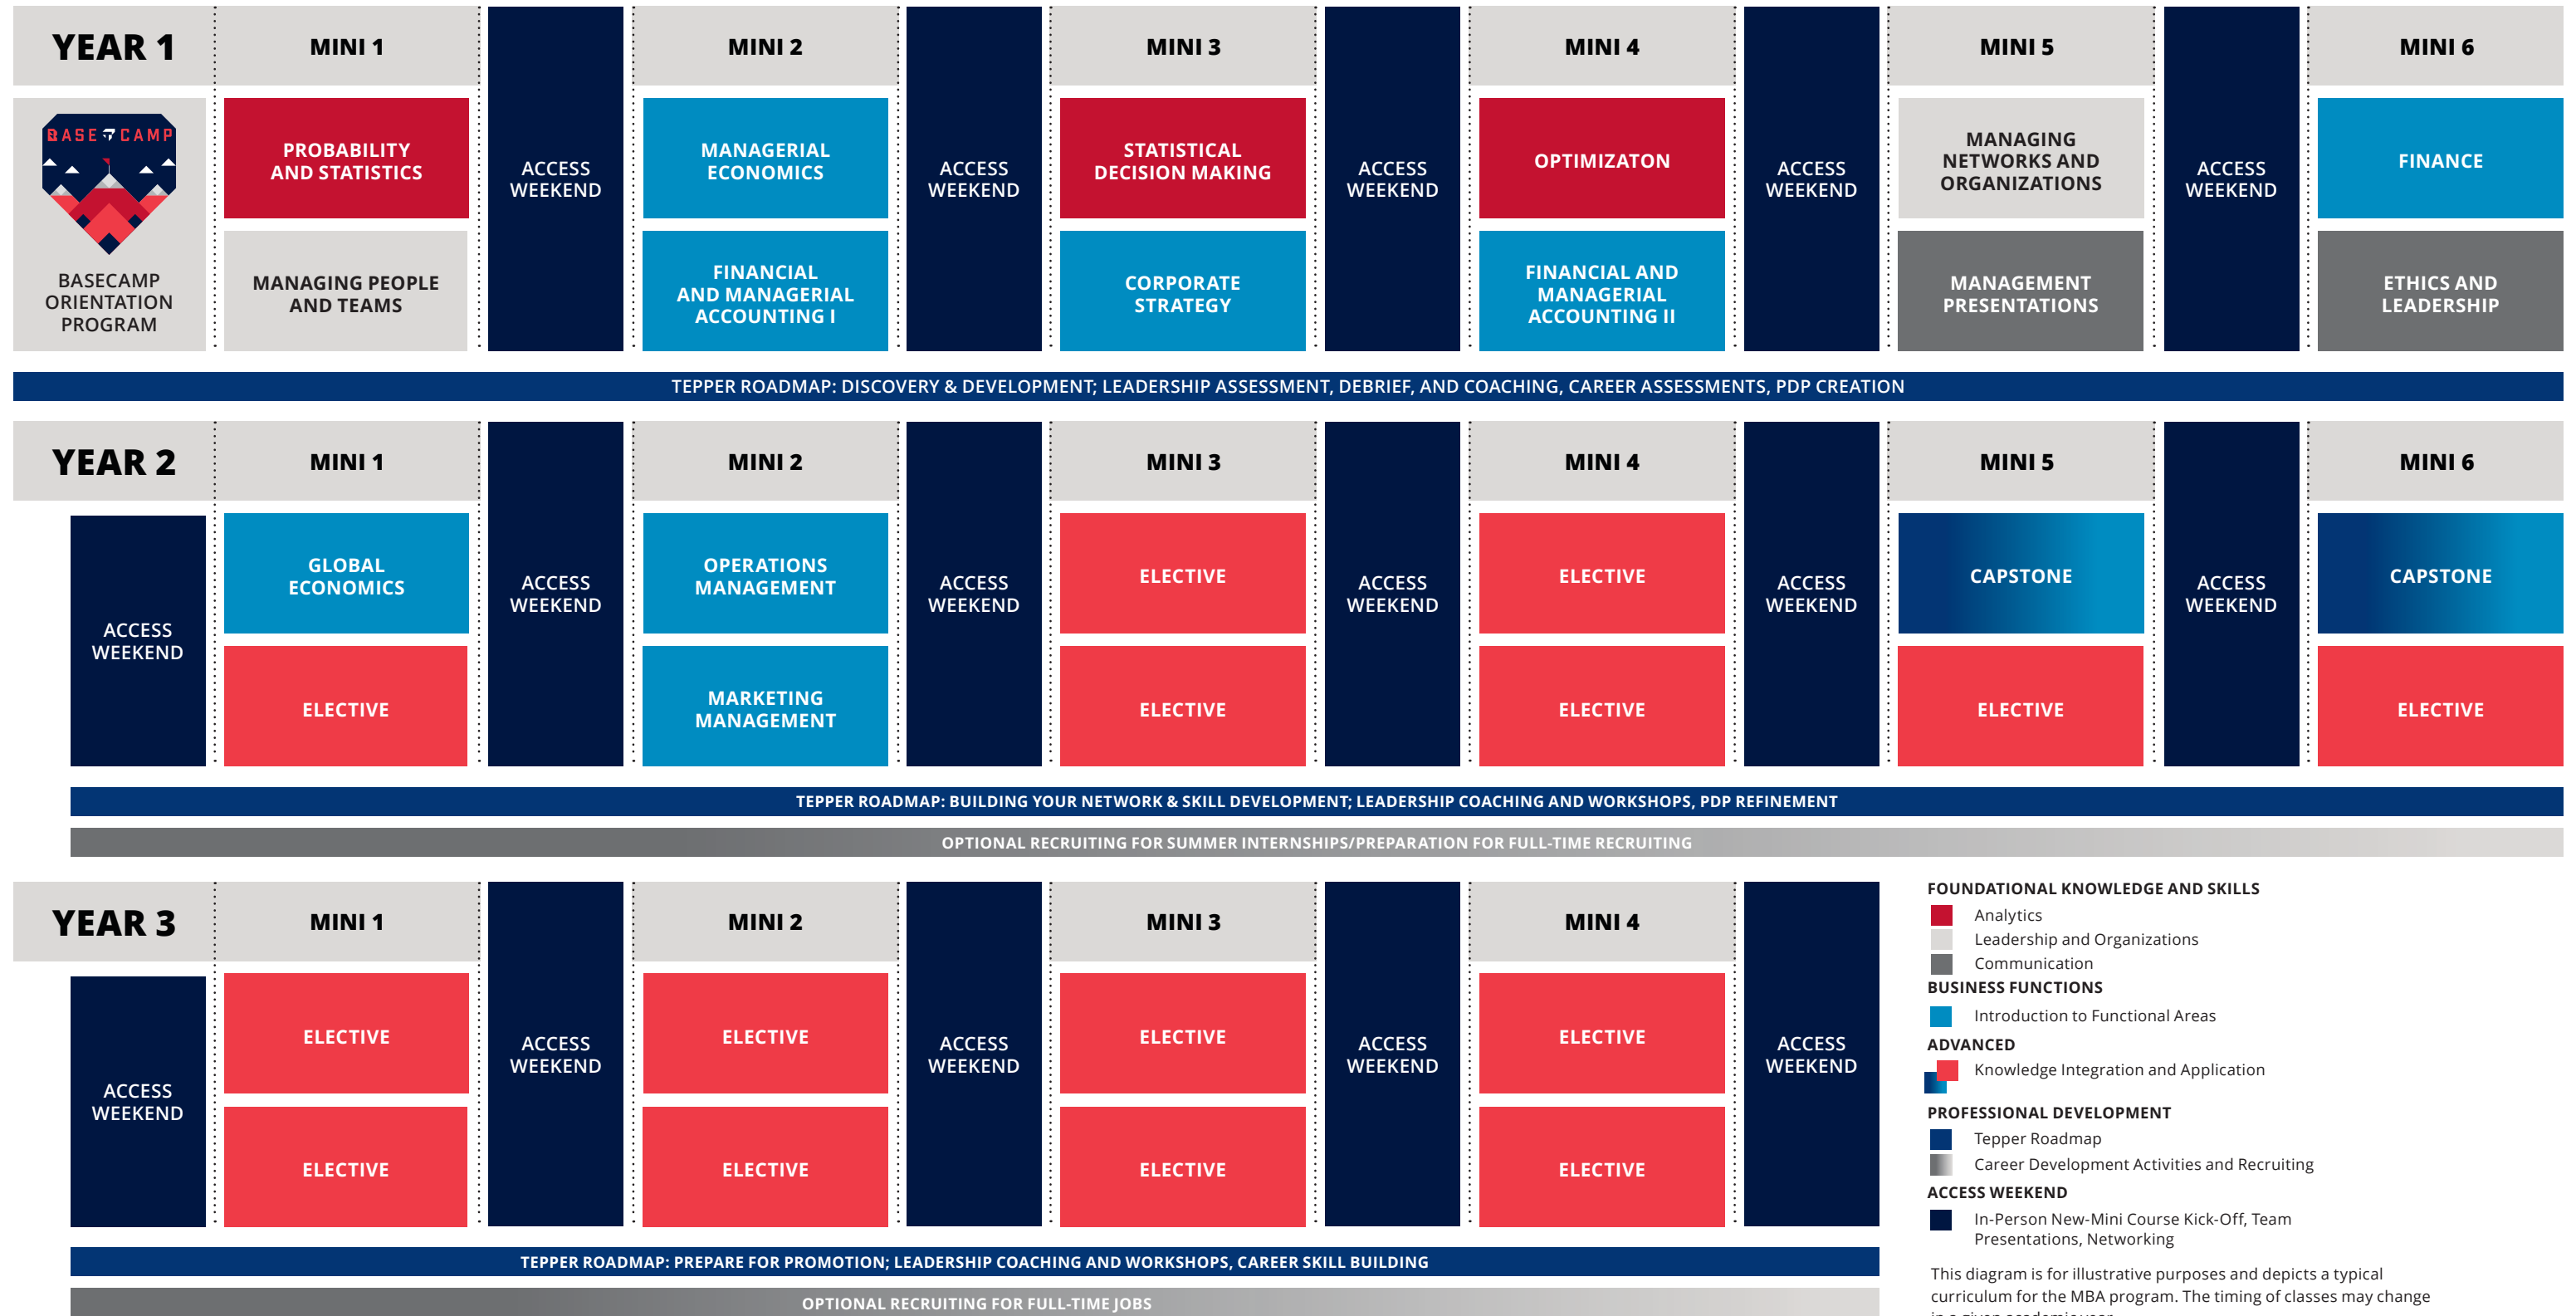 YEAR 1
MINI 1
MINI 2
MINI 3
MINI 4
MINI 5
MINI 6
BASECAMP
BASECAMP
ORIENTATION
PROGRAM
PROBABILITY
AND STATISTICS
MANAGING PEOPLE
AND TEAMS
ACCESS
WEEKEND
MANAGERIAL
ECONOMICS
FINANCIAL
AND MANAGERIAL
ACCOUNTING I
ACCESS
WEEKEND
STATISTICAL
DECISION MAKING
CORPORATE
STRATEGY
ACCESS
WEEKEND
OPTIMIZATON
FINANCIAL AND
MANAGERIAL
ACCOUNTING II
ACCESS
WEEKEND
MANAGING
NETWORKS AND
ORGANIZATIONS
MANAGEMENT
PRESENTATIONS
ACCESS
WEEKEND
FINANCE
ETHICS AND
LEADERSHIP
TEPPER ROADMAP: DISCOVERY & DEVELOPMENT; LEADERSHIP ASSESSMENT, DEBRIEF, AND COACHING, CAREER ASSESSMENTS, PDP CREATION
YEAR 2
MINI 1
MINI 2
MINI 3
MINI 4
MINI 5
MINI 6
ACCESS
WEEKEND
GLOBAL
ECONOMICS
ELECTIVE
ACCESS
WEEKEND
OPERATIONS
MANAGEMENT
MARKETING
MANAGEMENT
ACCESS
WEEKEND
ELECTIVE
ELECTIVE
ACCESS
WEEKEND
ELECTIVE
ELECTIVE
ACCESS
WEEKEND
CAPSTONE
ELECTIVE
ACCESS
WEEKEND
CAPSTONE
ELECTIVE
TEPPER ROADMAP: BUILDING YOUR NETWORK & SKILL DEVELOPMENT; LEADERSHIP COACHING AND WORKSHOPS, PDP REFINEMENT
OPTIONAL RECRUITING FOR SUMMER INTERNSHIPS/PREPARATION FOR FULL-TIME RECRUITING
YEAR 3
MINI 1
MINI 2
MINI 3
MINI 4
ACCESS
WEEKEND
ELECTIVE
ELECTIVE
ACCESS
WEEKEND
ELECTIVE
ELECTIVE
ACCESS
WEEKEND
ELECTIVE
ELECTIVE
ACCESS
WEEKEND
ELECTIVE
ELECTIVE
ACCESS
WEEKEND
TEPPER ROADMAP: PREPARE FOR PROMOTION; LEADERSHIP COACHING AND WORKSHOPS, CAREER SKILL BUILDING
OPTIONAL RECRUITING FOR FULL-TIME JOBS
FOUNDATIONAL KNOWLEDGE AND SKILLS
Analytics
Leadership and Organizations
Communication
BUSINESS FUNCTIONS
Introduction to Functional Areas
ADVANCED
Knowledge Integration and Application
PROFESSIONAL DEVELOPMENT
Tepper Roadmap
Career Development Activities and Recruiting
ACCESS WEEKEND
In-Person New-Mini Course Kick-Off, Team
Presentations, Networking
This diagram is for illustrative purposes and depicts a typical
curriculum for the MBA program. The timing of classes may change